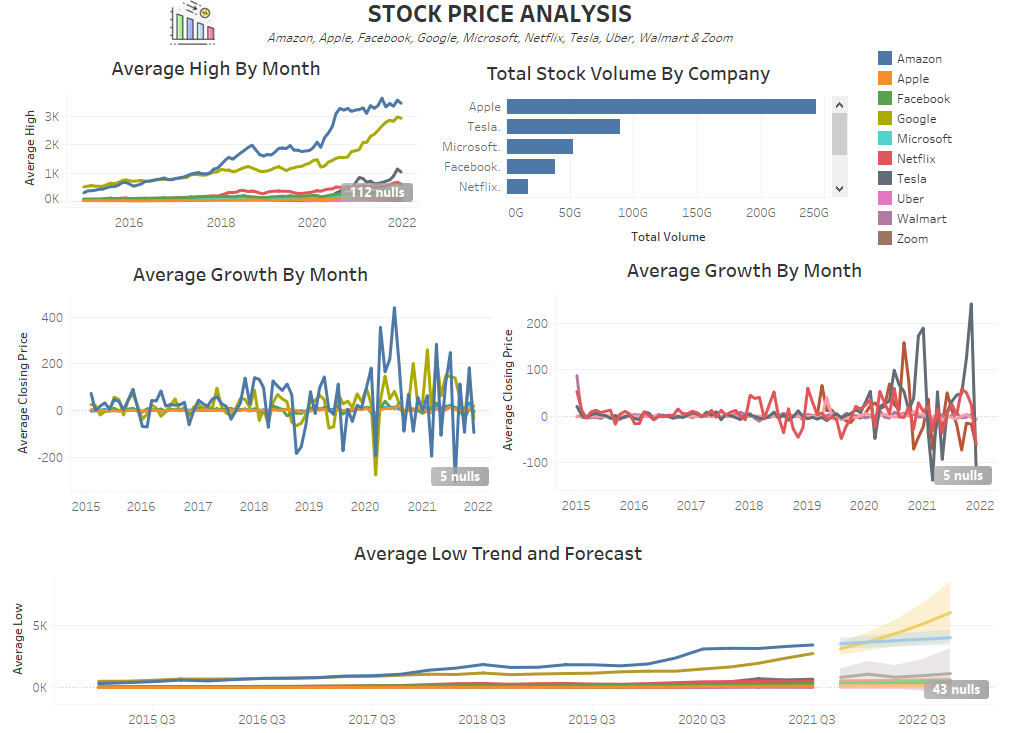 STOCK PRICE ANALYSIS
Amazon, Apple, Facebook, Google, Microsoft, Netflix, Tesla, Uber, Walmart & Zoom
Average High By Month
Average High
3K
2K
1K
0K
112 nulls
2016
2018
2020
2022
Total Stock Volume By Company
Apple
Tesla.
Microsoft.
Facebook.
Netflix.
0G
50G
100G
150G
200G
250G
Total Volume
Amazon
Apple
Facebook
Google
Microsoft
Netflix
Tesla
Uber
Walmart
Zoom
Average Growth By Month
Average Closing Price
400
200
0
-200
5 nulls
2015
2016
2017
2018
2019
2020
2021
2022
Average Growth By Month
Average Closing Price
200
100
0
-100
5 nulls
2015
2016
2017
2018
2019
2020
2021
2022
Average Low Trend and Forecast
Average Low
5K
0K
43 nulls
2015 Q3
2016 Q3
2017 Q3
2018 Q3
2019 Q3
2020 Q3
2021 Q3
2022 Q3